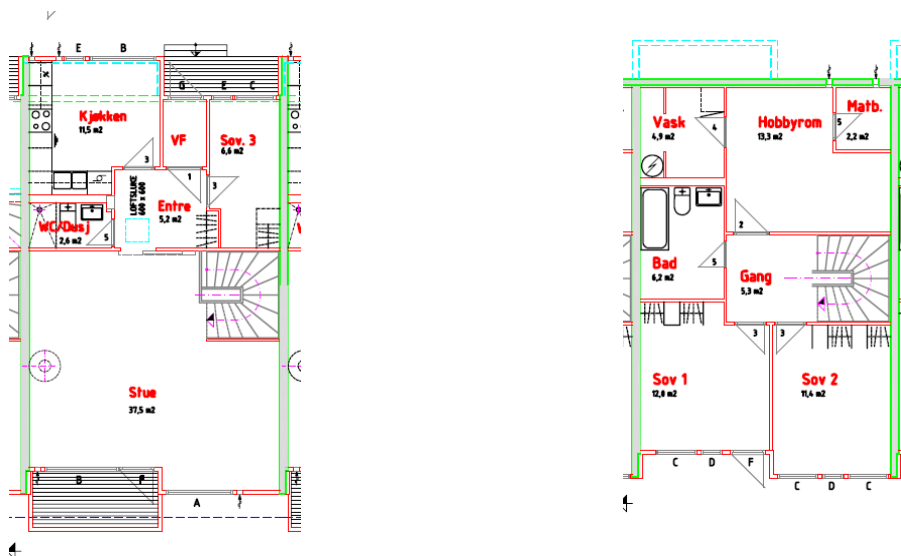 E
B
G
E
C
Kjøkken
11,5 m2
VF
Sov. 3
6,6 m2
3
1
3
LOFTSLUKE
600 x 600
Entre
5,2 m2
WC/Dusj
2,6 m2
5
Stue
37,5 m2
B
F
A
Vask
4,9 m2
4
Hobbyrom
13,3 m2
Matb.
5
2,2 m2
2
Bad
6,2 m2
5
Gang
5,3 m2
3
3
Sov 1
12,8 m2
Sov 2
11,4 m2
C
D
F
C
D
C